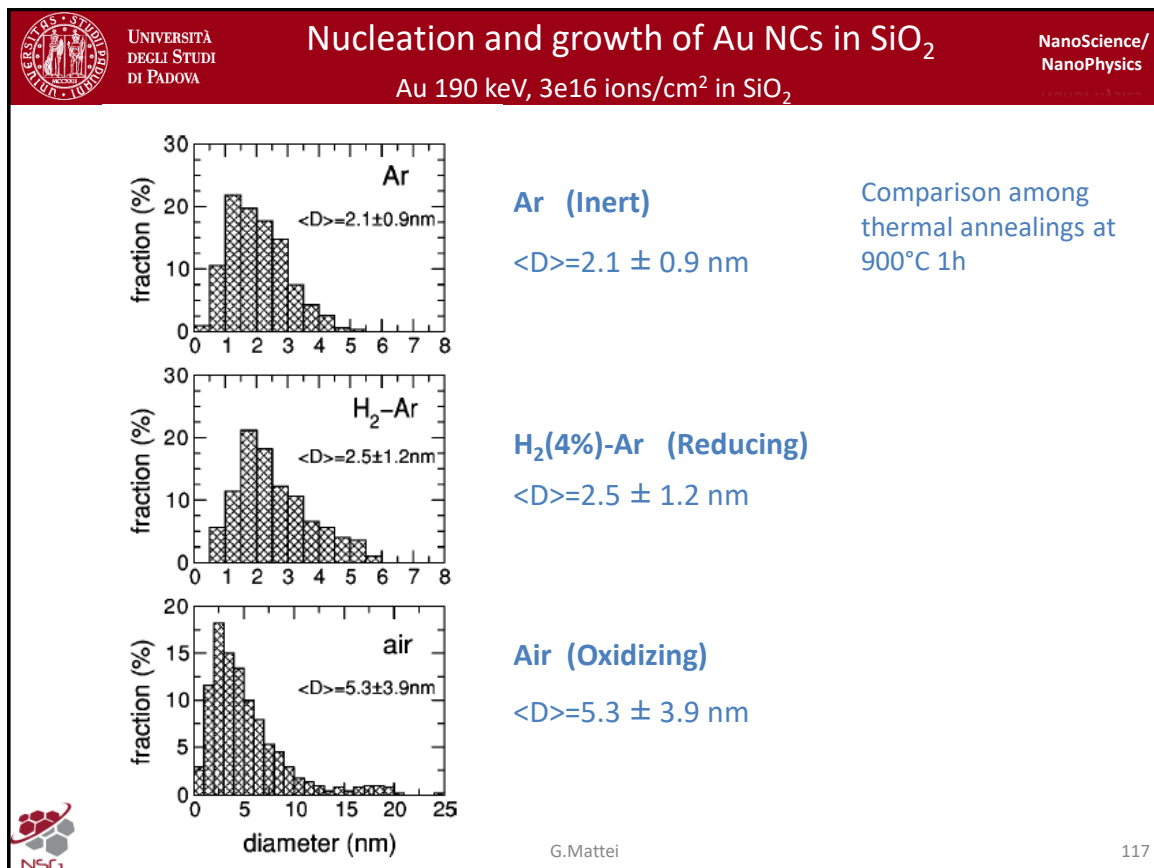 UNIVERSITÀ
DEGLI STUDI
DI PADOVA
Nucleation and growth of Au NCs in SiO₂
Au 190 keV, 3e16 ions/cm² in SiO₂
NanoScience/
NanoPhysics
fraction (%)
30
20
10
0
Ar
<D>=2.1±0.9nm
0 1 2 3 4 5 6 7 8
Ar (Inert)
<D>=2.1 ± 0.9 nm
Comparison among
thermal annealings at
900°C 1h
fraction (%)
30
20
10
0
H₂-Ar
<D>=2.5±1.2nm
0 1 2 3 4 5 6 7 8
H₂(4%)-Ar (Reducing)
<D>=2.5 ± 1.2 nm
fraction (%)
20
15
10
5
0
air
<D>=5.3±3.9nm
0 5 10 15 20 25
diameter (nm)
Air (Oxidizing)
<D>=5.3 ± 3.9 nm
G.Mattei
117